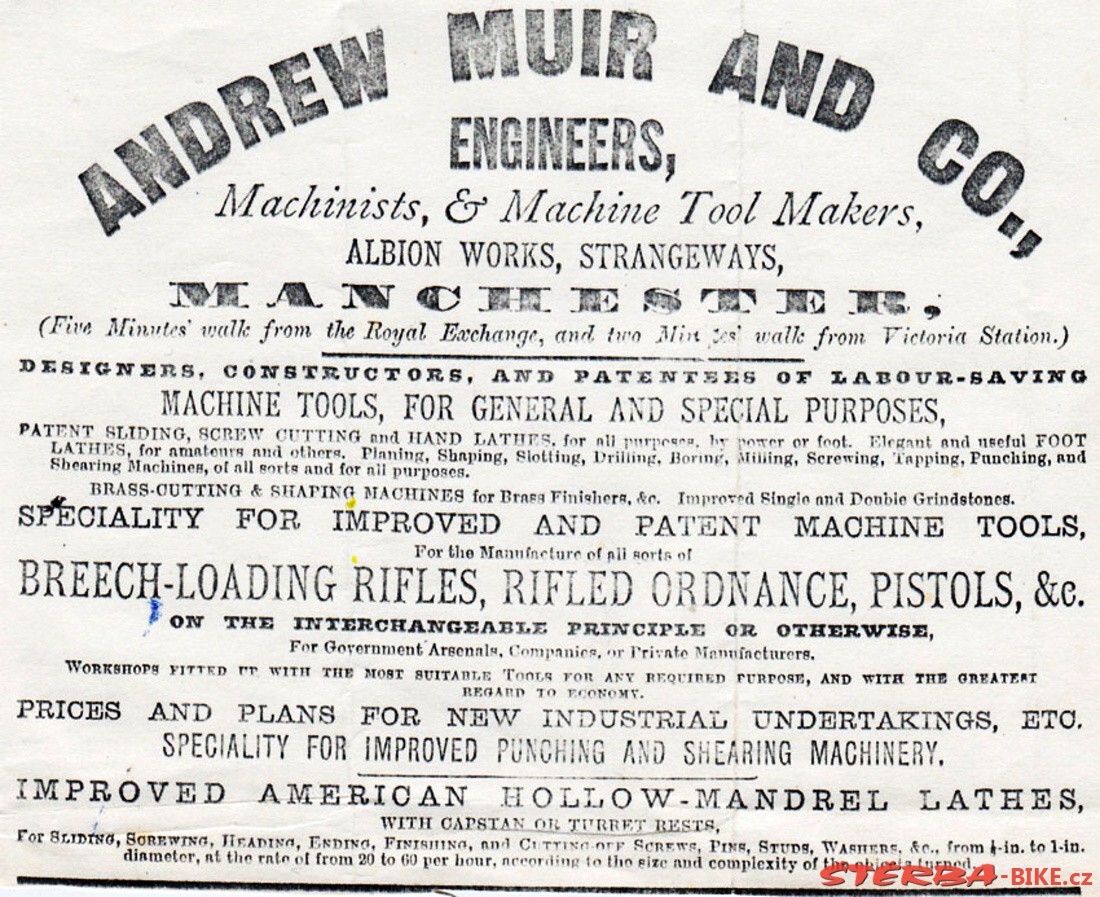 ANDREW MUIR AND CO.,
ENGINEERS,
Machinists, & Machine Tool Makers,
ALBION WORKS, STRANGEWAYS,
MANCHESTER,
(Five Minutes' walk from the Royal Exchange, and two Minutes' walk from Victoria Station.)
DESIGNERS, CONSTRUCTORS, AND PATENTEES OF LABOUR-SAVING
MACHINE TOOLS, FOR GENERAL AND SPECIAL PURPOSES,
PATENT SLIDING, SCREW CUTTING and HAND LATHES, for all purposes, by power or foot. Elegant and useful FOOT
LATHES, for amateurs and others. Planing, Shaping, Slotting, Drilling, Boring, Milling, Screwing, Tapping, Punching, and
Shearing Machines, of all sorts and for all purposes.
BRASS-CUTTING & SHAPING MACHINES for Brass Finishers, &c. Improved Single and Double Grindstones.
SPECIALITY FOR IMPROVED AND PATENT MACHINE TOOLS,
For the Manufacture of all sorts of
BREECH-LOADING RIFLES, RIFLED ORDNANCE, PISTOLS, &c.
ON THE INTERCHANGEABLE PRINCIPLE OR OTHERWISE,
For Government Arsenals, Companies, or Private Manufacturers.
WORKSHOPS FITTED UP WITH THE MOST SUITABLE TOOLS FOR ANY REQUIRED PURPOSE, AND WITH THE GREATEST
REGARD TO ECONOMY.
PRICES AND PLANS FOR NEW INDUSTRIAL UNDERTAKINGS, ETC.
SPECIALITY FOR IMPROVED PUNCHING AND SHEARING MACHINERY.
IMPROVED AMERICAN HOLLOW-MANDREL LATHES,
WITH CAPSTAN OR TURRET RESTS,
For SLIDING, SCREWING, HEADING, ENDING, FINISHING, and CUTTING-OFF SCREWS, PINS, STUDS, WASHERS, &c., from -in. to 1-in.
diameter, at the rate of from 20 to 60 per hour, according to the size and complexity of the objects turned.
STERBA-BIKE.cz